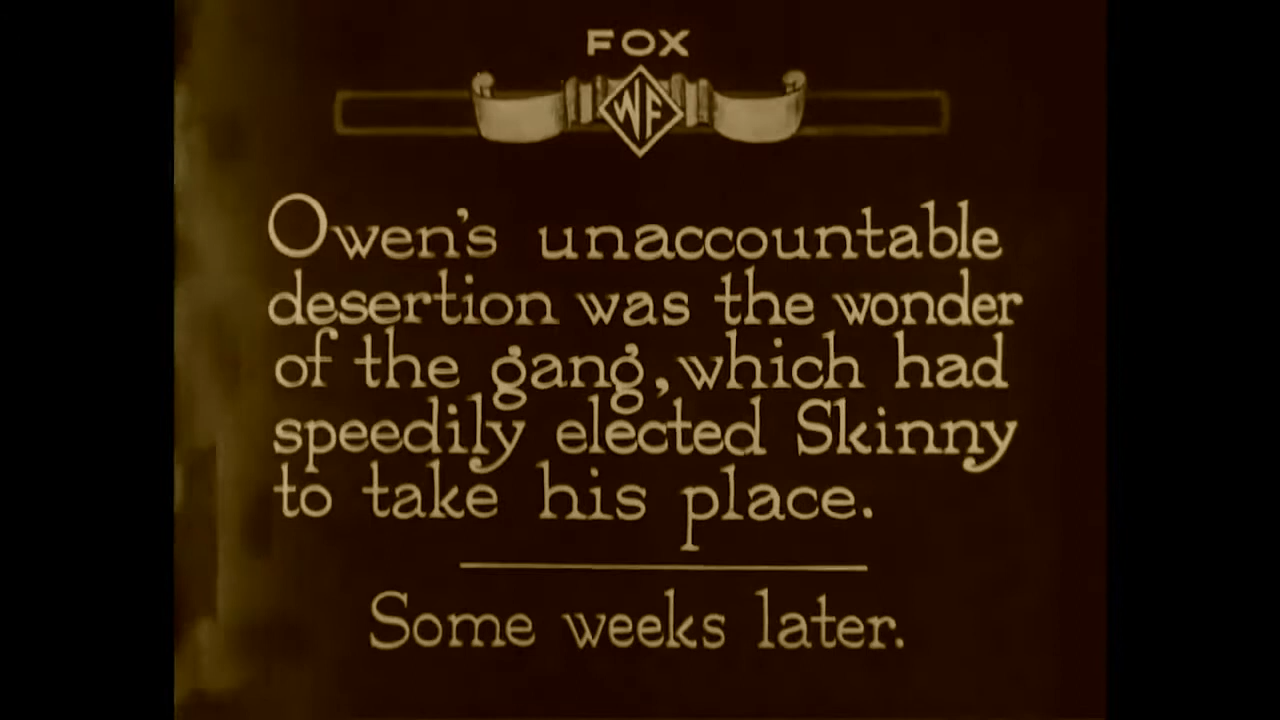 FOX
WF
Owen's unaccountable
desertion was the wonder
of the gang, which had
speedily elected Skinny
to take his place.
Some weeks later.